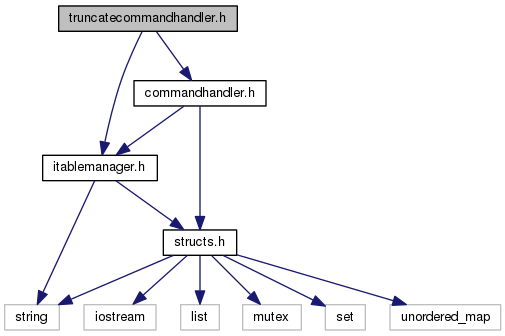 truncatecommandhandler.h
commandhandler.h
itablemanager.h
structs.h
string
iostream
list
mutex
set
unordered_map